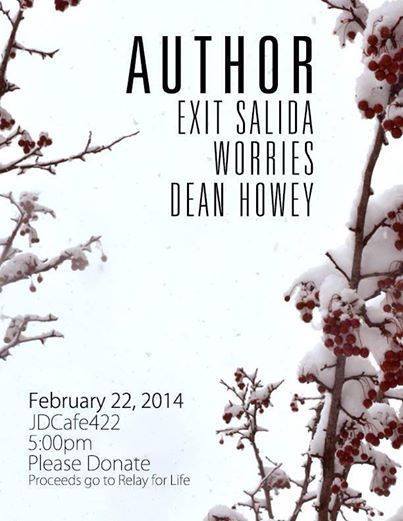 AUTHOR
EXIT SALIDA
WORRIES
DEAN HOWEY
February 22, 2014
JDCafe422
5:00pm
Please Donate
Proceeds go to Relay for Life